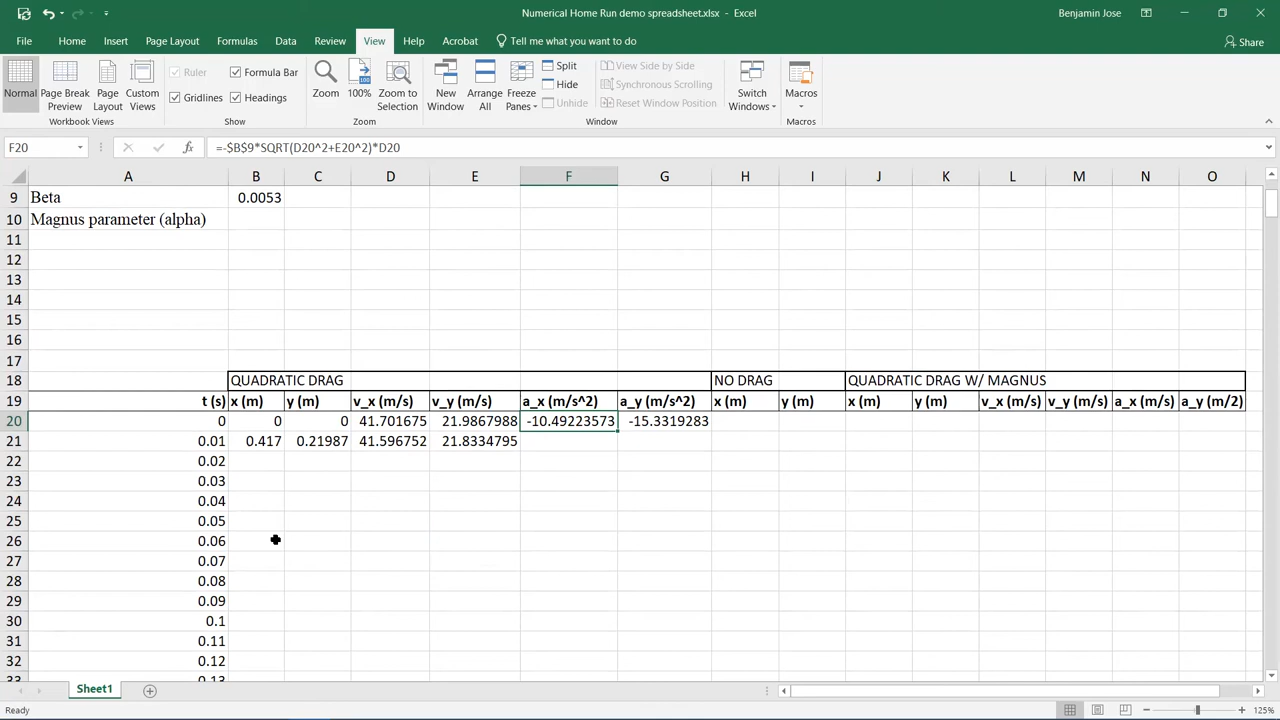 Numerical Home Run demo spreadsheet.xlsx - Excel
Benjamin Jose
File Home Insert Page Layout Formulas Data Review View Help Acrobat Tell me what you want to do Share
Normal Page Break Preview Page Layout Custom Views
Workbook Views
Ruler Formula Bar
Gridlines Headings
Show
Zoom 100% Zoom to Selection
Zoom
New Window Arrange All Freeze Panes
Split
Hide
Unhide
View Side by Side
Synchronous Scrolling
Reset Window Position
Switch Windows
Window
Macros
Macros
F20 fx =-$B$9*SQRT(D20^2+E20^2)*D20
A B C D E F G H I J K L M N O
9 Beta 0.0053
10 Magnus parameter (alpha)
11
12
13
14
15
16
17
18 QUADRATIC DRAG NO DRAG QUADRATIC DRAG W/ MAGNUS
19 t (s) x (m) y (m) v_x (m/s) v_y (m/s) a_x (m/s^2) a_y (m/s^2) x (m) y (m) x (m) y (m) v_x (m/s) v_y (m/s) a_x (m/s) a_y (m/2)
20 0 0 0 41.701675 21.9867988 -10.49223573 -15.3319283
21 0.01 0.417 0.21987 41.596752 21.8334795
22 0.02
23 0.03
24 0.04
25 0.05
26 0.06
27 0.07
28 0.08
29 0.09
30 0.1
31 0.11
32 0.12
33 0.13
Sheet1
Ready 125%